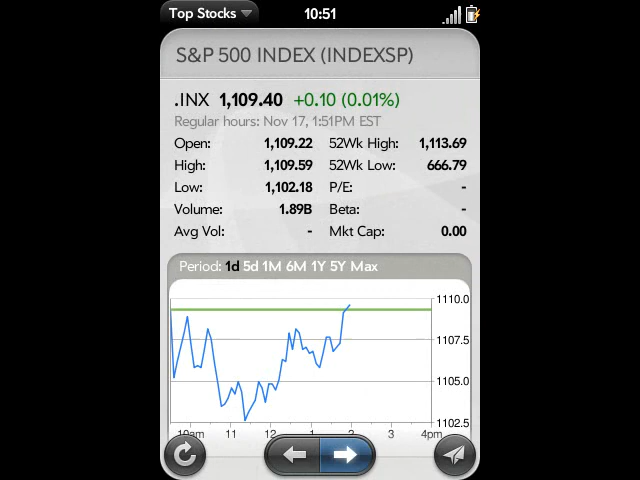 Top Stocks 10:51
S&P 500 INDEX (INDEXSP)
.INX 1,109.40 +0.10 (0.01%)
Regular hours: Nov 17, 1:51PM EST
Open: 1,109.22 52Wk High: 1,113.69
High: 1,109.59 52Wk Low: 666.79
Low: 1,102.18 P/E: -
Volume: 1.89B Beta: -
Avg Vol: - Mkt Cap: 0.00
Period: 1d 5d 1M 6M 1Y 5Y Max
1110.0
1107.5
1105.0
1102.5
10am 11 12 1 2 3 4pm